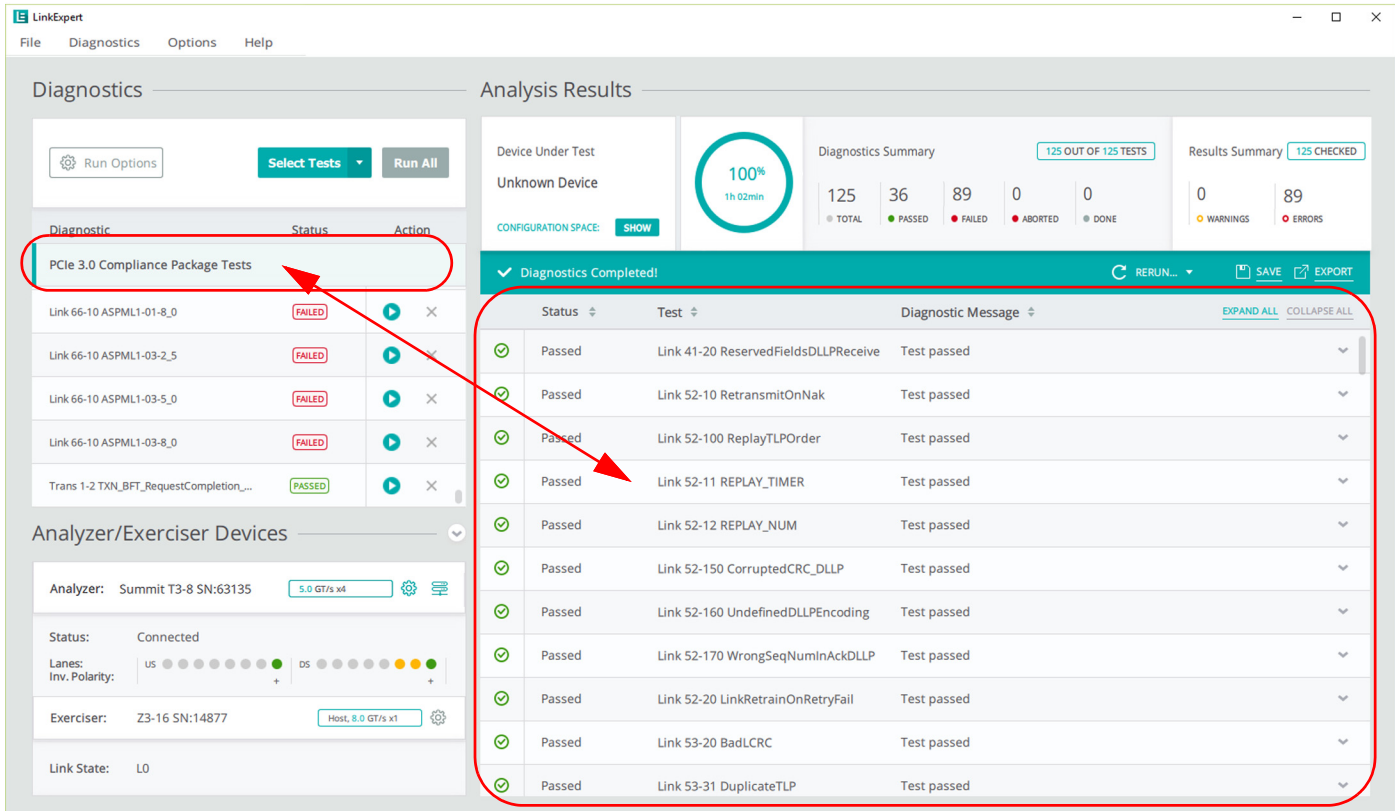 LinkExpert
File Diagnostics Options Help
Diagnostics
Run Options
Select Tests
Run All
Diagnostic Status Action
PCIe 3.0 Compliance Package Tests
Link 66-10 ASPML1-01-8_0 FAILED
Link 66-10 ASPML1-03-2_5 FAILED
Link 66-10 ASPML1-03-5_0 FAILED
Link 66-10 ASPML1-03-8_0 FAILED
Trans 1-2 TXN_BFT_RequestCompletion_... PASSED
Analyzer/Exerciser Devices
Analyzer: Summit T3-8 SN:63135 5.0 GT/s x4
Status: Connected
Lanes: US DS
Inv. Polarity: + +
Exerciser: Z3-16 SN:14877 Host, 8.0 GT/s x1
Link State: L0
Analysis Results
Device Under Test
Unknown Device
CONFIGURATION SPACE: SHOW
100%
1h 02min
Diagnostics Summary 125 OUT OF 125 TESTS
125 36 89 0 0
TOTAL PASSED FAILED ABORTED DONE
Results Summary 125 CHECKED
0 89
WARNINGS ERRORS
Diagnostics Completed! RERUN... SAVE EXPORT
Status Test Diagnostic Message EXPAND ALL COLLAPSE ALL
Passed Link 41-20 ReservedFieldsDLLPReceive Test passed
Passed Link 52-10 RetransmitOnNak Test passed
Passed Link 52-100 ReplayTLPOrder Test passed
Passed Link 52-11 REPLAY_TIMER Test passed
Passed Link 52-12 REPLAY_NUM Test passed
Passed Link 52-150 CorruptedCRC_DLLP Test passed
Passed Link 52-160 UndefinedDLLPEncoding Test passed
Passed Link 52-170 WrongSeqNumInAckDLLP Test passed
Passed Link 52-20 LinkRetrainOnRetryFail Test passed
Passed Link 53-20 BadLCRC Test passed
Passed Link 53-31 DuplicateTLP Test passed